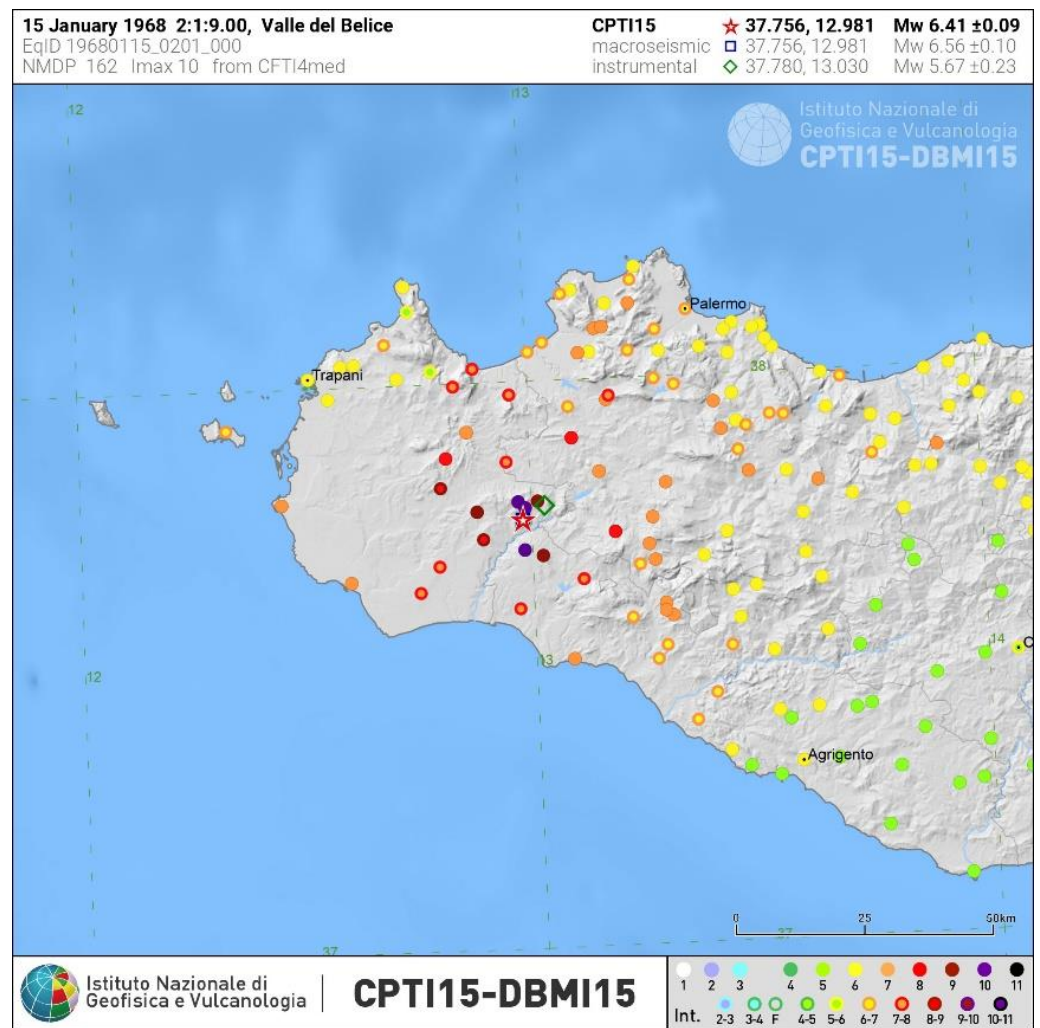 15 January 1968 2:1:9.00, Valle del Belice
EqID 19680115_0201_000
NMDP 162 Imax 10 from CFTI4med
CPTI15 37.756, 12.981 Mw 6.41 ±0.09
macroseismic 37.756, 12.981 Mw 6.56 ±0.10
instrumental 37.780, 13.030 Mw 5.67 ±0.23
12
13
Istituto Nazionale di
Geofisica e Vulcanologia
CPTI15-DBMI15
Palermo
38
Trapani
14
C
13
12
Agrigento
0 25 50km
37
37
Istituto Nazionale di
Geofisica e Vulcanologia
CPTI15-DBMI15
1 2 3 4 5 6 7 8 9 10 11
Int. 2-3 3-4 F 4-5 5-6 6-7 7-8 8-9 9-10 10-11